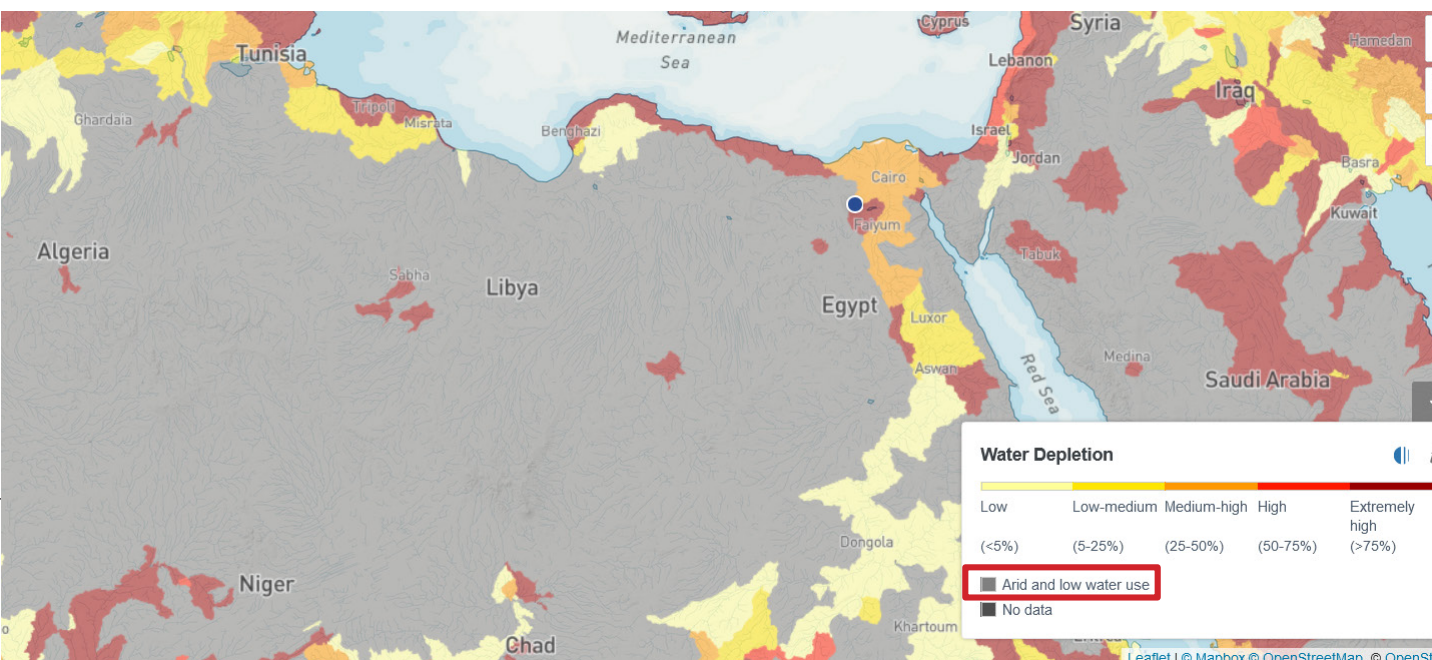 Cyprus
Syria
Mediterranean
Sea
Hamedan
Tunisia
Lebanon
Iraq
Ghardaia
Tripoli
Misrata
Benghazi
Israel
Jordan
Basra
Cairo
Kuwait
Faiyum
Algeria
Tabuk
Sabha
Libya
Egypt
Luxor
Medina
Aswan
Red Sea
Saudi Arabia
Water Depletion
Low
Low-medium
Medium-high
High
Extremely
high
(<5%)
(5-25%)
(25-50%)
(50-75%)
(>75%)
Dongola
Arid and low water use
Niger
No data
Khartoum
Chad
Leaflet | © Mapbox © OpenStreetMap, © OpenSt